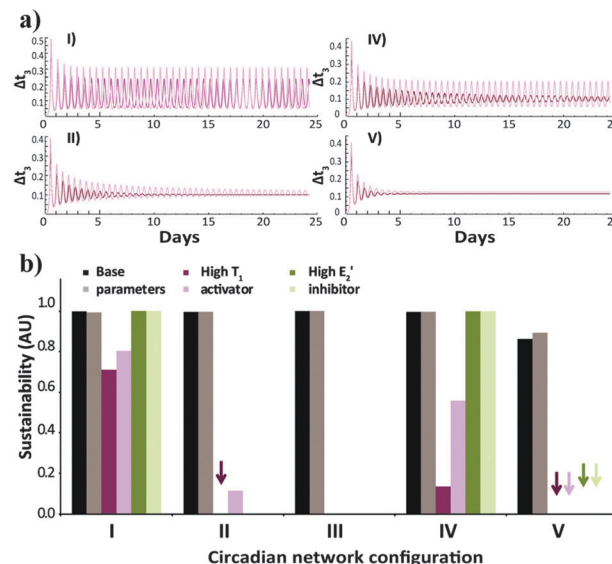 a)
I)
Δt3
0.5
0.4
0.3
0.2
0.1
0 5 10 15 20 25
IV)
Δt3
0.4
0.3
0.2
0.1
0 5 10 15 20 25
II)
Δt3
0.4
0.3
0.2
0.1
0 5 10 15 20 25
Days
V)
Δt3
0.4
0.3
0.2
0.1
0 5 10 15 20 25
Days
b)
Base parameters
High T1 activator
High E2' inhibitor
Sustainability (AU)
1.0
0.8
0.6
0.4
0.2
0.0
I II III IV V
Circadian network configuration